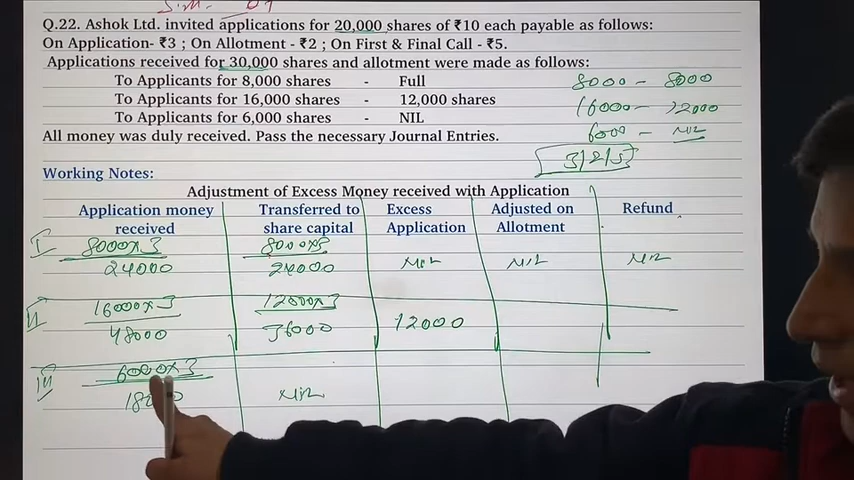 Q.22. Ashok Ltd. invited applications for 20,000 shares of ₹10 each payable as follows:
On Application- ₹3 ; On Allotment - ₹2 ; On First & Final Call - ₹5.
Applications received for 30,000 shares and allotment were made as follows:
To Applicants for 8,000 shares - Full
To Applicants for 16,000 shares - 12,000 shares
To Applicants for 6,000 shares - NIL
8000 - 8000
16000 - 12000
6000 - NIL
All money was duly received. Pass the necessary Journal Entries.
3/2/5
Working Notes:
Adjustment of Excess Money received with Application
Application money received Transferred to share capital Excess Application Adjusted on Allotment Refund
I 8000x3 8000x3
24000 24000 NIL NIL NIL
II 16000x3 12000x3
48000 36000 12000
III 6000x3
NIL